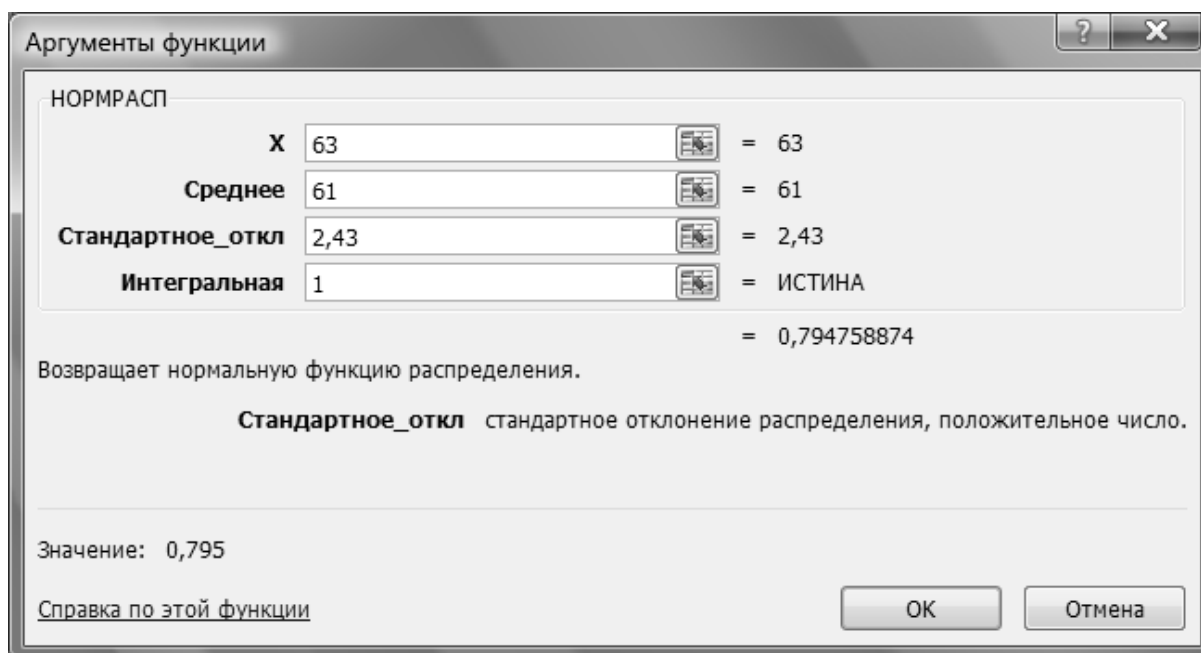 Аргументы функции
НОРМРАСП
X 63 = 63
Среднее 61 = 61
Стандартное_откл 2,43 = 2,43
Интегральная 1 = ИСТИНА
= 0,794758874
Возвращает нормальную функцию распределения.
Стандартное_откл стандартное отклонение распределения, положительное число.
Значение: 0,795
Справка по этой функции OK Отмена